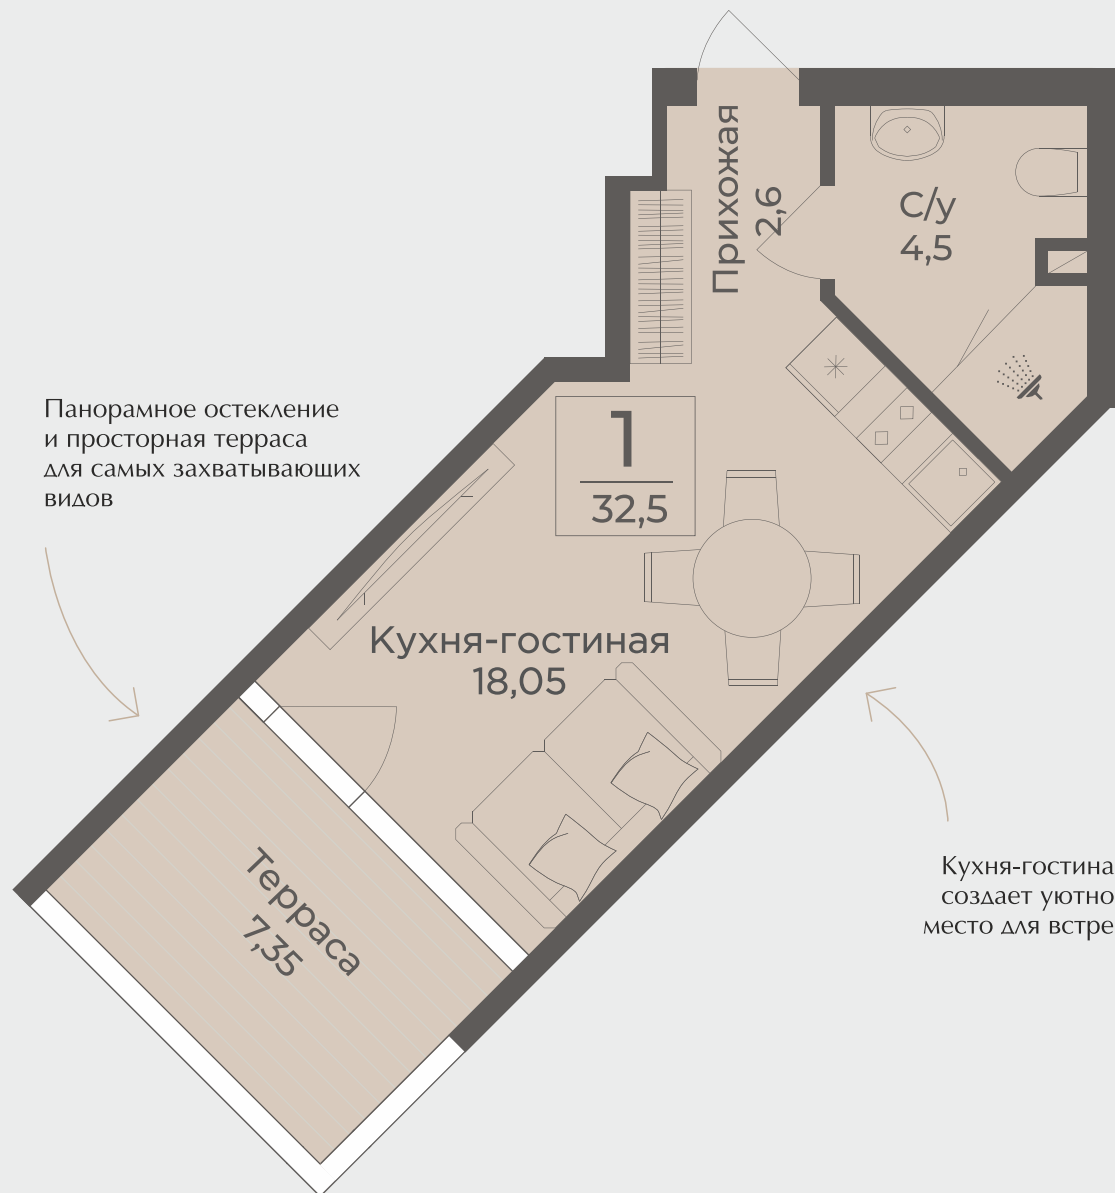 Прихожая
2,6
С/у
4,5
Панорамное остекление
и просторная терраса
для самых захватывающих
видов
1
32,5
Кухня-гостиная
18,05
Терраса
7,35
Кухня-гостина
создает уютно
место для встре